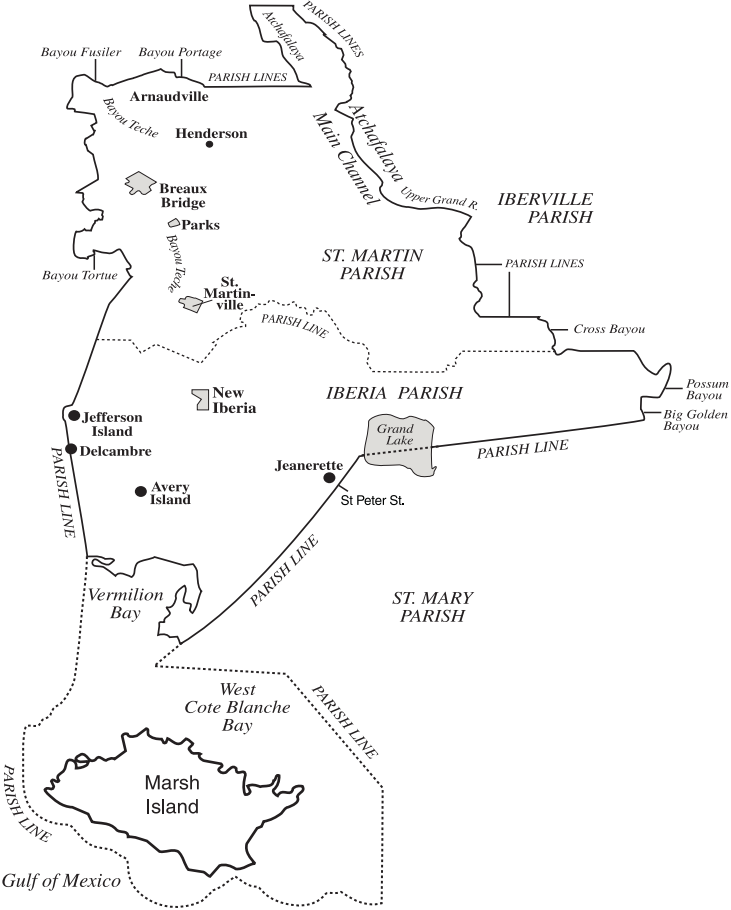 Atchafalaya
PARISH LINES
Bayou Fusiler
Bayou Portage
PARISH LINES
Arnaudville
Bayou Teche
Henderson
Atchafalaya
Main Channel
Breaux
Bridge
Upper Grand R.
IBERVILLE
PARISH
Parks
Bayou Teche
ST. MARTIN
PARISH
PARISH LINES
Bayou Tortue
St.
Martin-
ville
PARISH LINE
Cross Bayou
New
Iberia
IBERIA PARISH
Possum
Bayou
Jefferson
Island
Grand
Lake
Big Golden
Bayou
Delcambre
PARISH LINE
PARISH LINE
Jeanerette
Avery
Island
St Peter St.
PARISH LINE
Vermilion
Bay
ST. MARY
PARISH
West
Cote Blanche
Bay
PARISH LINE
Marsh
Island
PARISH LINE
Gulf of Mexico